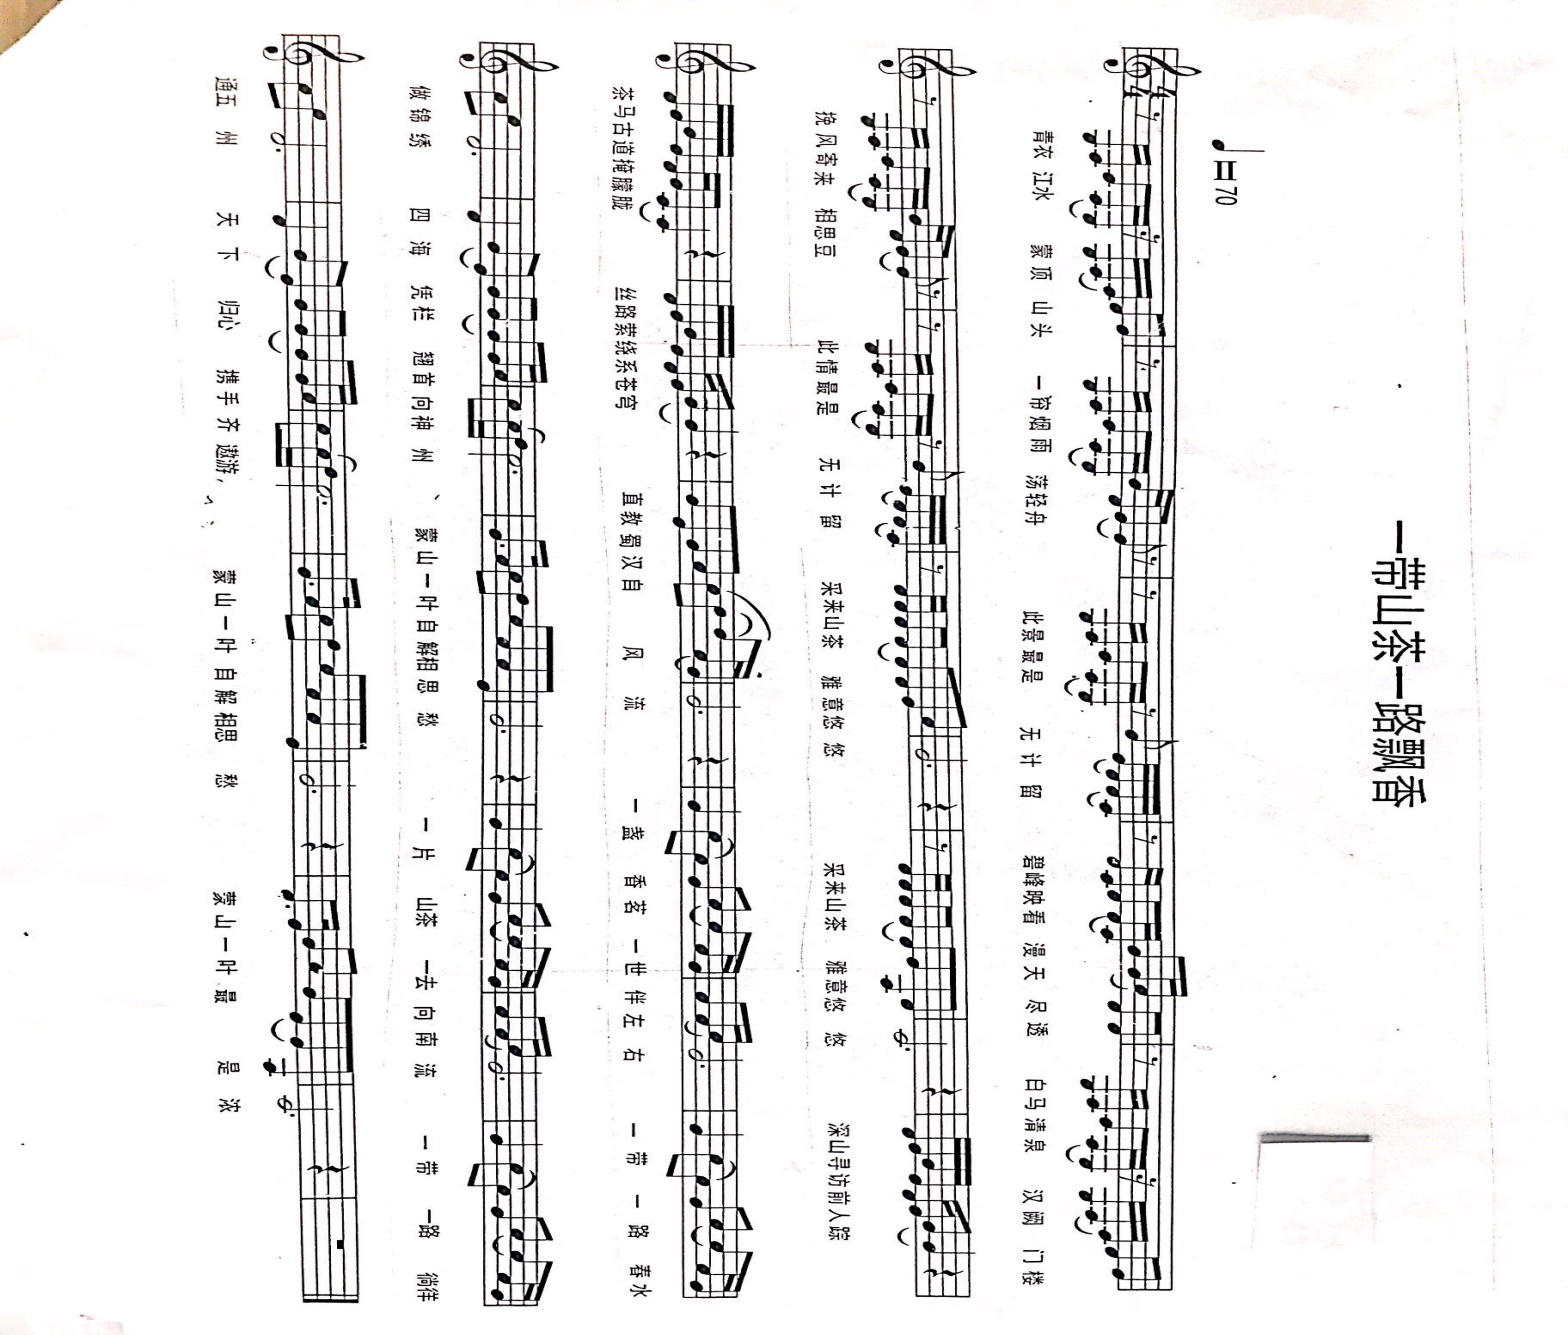 一带山茶一路飘香
=70
4
4
青衣 江水 蒙顶 山头 一帘烟雨 荡轻舟 此景最是 无计留 碧峰映看 漫天 尽透 白马清泉 汉阙 门楼
挽风寄来 相思豆 此情最是 无计留 采来山茶 雅意悠悠 采来山茶 雅意悠悠 深山寻访前人踪
茶马古道掩朦胧 丝路萦绕系苍穹 直教蜀汉自 风 流 一盏 香茗 一世伴左右 一带一路春水
做锦绣 四海 凭栏 翘首向神州 、 蒙山一叶自解相思愁 一片 山茶 一去向南流 一带 一路 徜徉
通五州 天下 归心 携手齐遨游, 蒙山一叶自解相思愁 蒙山一叶最 是浓